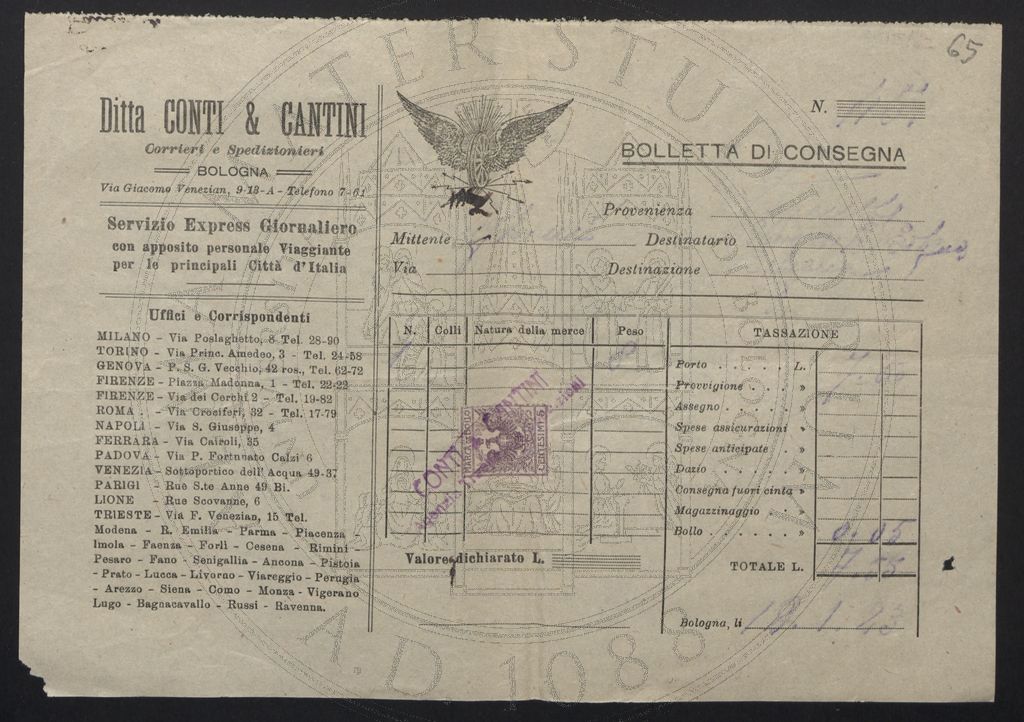 65
Ditta CONTI & CANTINI
Corrieri e Spedizionieri
BOLOGNA
Via Giacomo Venezian, 9-13-A - Telefono 7-61
Servizio Express Giornaliero
con apposito personale Viaggiante
per le principali Città d'Italia
Uffici e Corrispondenti
MILANO - Via Poslaghetto, 8 Tel. 28-90
TORINO - Via Princ. Amedeo, 3 - Tel. 24-58
GENOVA - P. S. G. Vecchio, 42 ros., Tel. 62-72
FIRENZE - Piazza Madonna, 1 - Tel. 22-22
FIRENZE - Via dei Cerchi 2 - Tel. 19-82
ROMA . - Via Crociferi, 32 - Tel. 17-79
NAPOLI - Via S. Giuseppe, 4
FERRARA - Via Cairoli, 35
PADOVA - Via P. Fortunato Calzi 6
VENEZIA - Sottoportico dell' Acqua 49-37
PARIGI - Rue S.te Anne 49 Bi.
LIONE - Rue Scovanne, 6
TRIESTE - Via F. Venezian, 15 Tel.
Modena - R. Emilia - Parma - Piacenza
Imola - Faenza - Forlì - Cesena - Rimini -
Pesaro - Fano - Senigallia - Ancona - Pistoia
- Prato - Lucca - Livorno - Viareggio - Perugia
- Arezzo - Siena - Como - Monza - Vigerano
Lugo - Bagnacavallo - Russi - Ravenna.
N.
BOLLETTA DI CONSEGNA
Provenienza
Mittente
Destinatario
Via
Destinazione
N. Colli Natura della merce Peso
CONTI CANTINI
MARCA DA BOLLO
CENTESIMI 5
Valore dichiarato L.
TASSAZIONE
Porto . . . . . . L.
Provvigione . . . . »
Assegno . . . . . »
Spese assicurazioni »
Spese anticipate . »
Dazio . . . . . . »
Consegna fuori cinta »
Magazzinaggio . . »
Bollo . . . . . . » 0.05
TOTALE L.
Bologna, li
ALMA MATER STUDIORUM
AD 1088